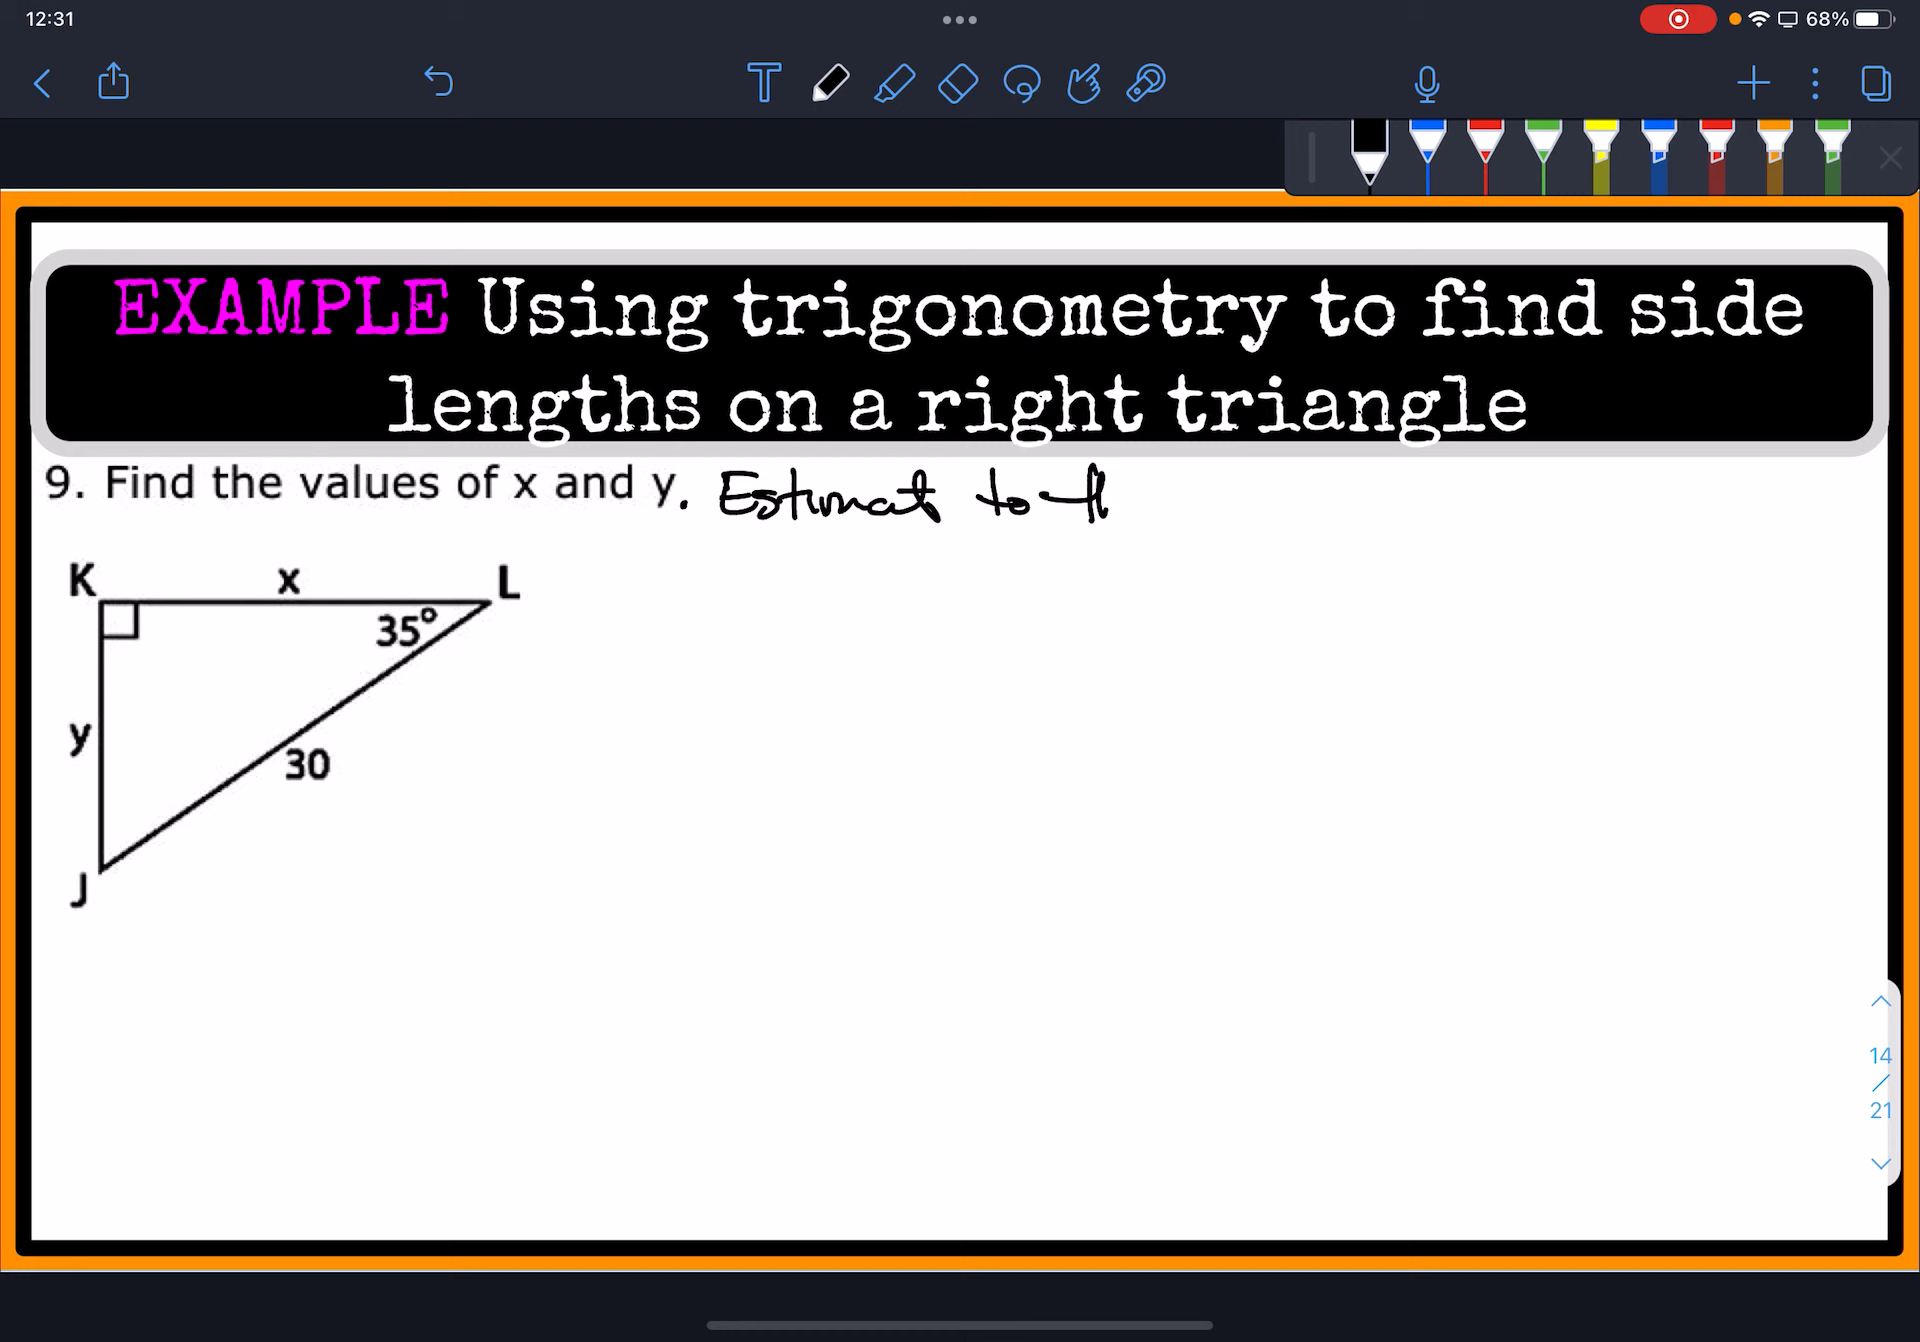 12:31
68%
EXAMPLE Using trigonometry to find side
lengths on a right triangle
9. Find the values of x and y. Estimate to
K
x
L
35°
y
30
J
14
/
21